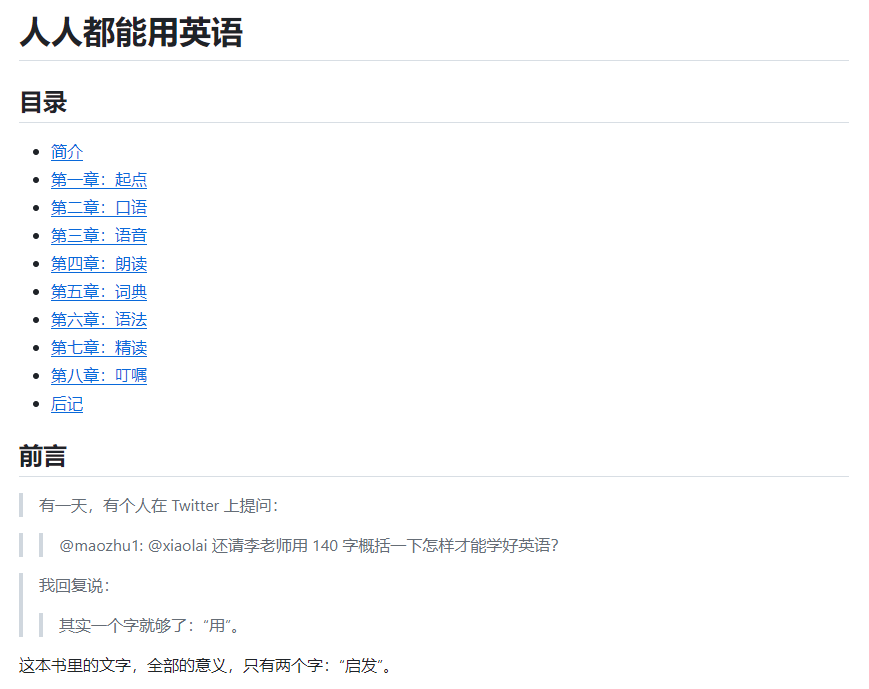 人人都能用英语
目录
简介
第一章：起点
第二章：口语
第三章：语音
第四章：朗读
第五章：词典
第六章：语法
第七章：精读
第八章：叮嘱
后记
前言
有一天，有个人在 Twitter 上提问：
@maozhu1: @xiaolai 还请李老师用 140 字概括一下怎样才能学好英语？
我回复说：
其实一个字就够了：“用”。
这本书里的文字，全部的意义，只有两个字：“启发”。